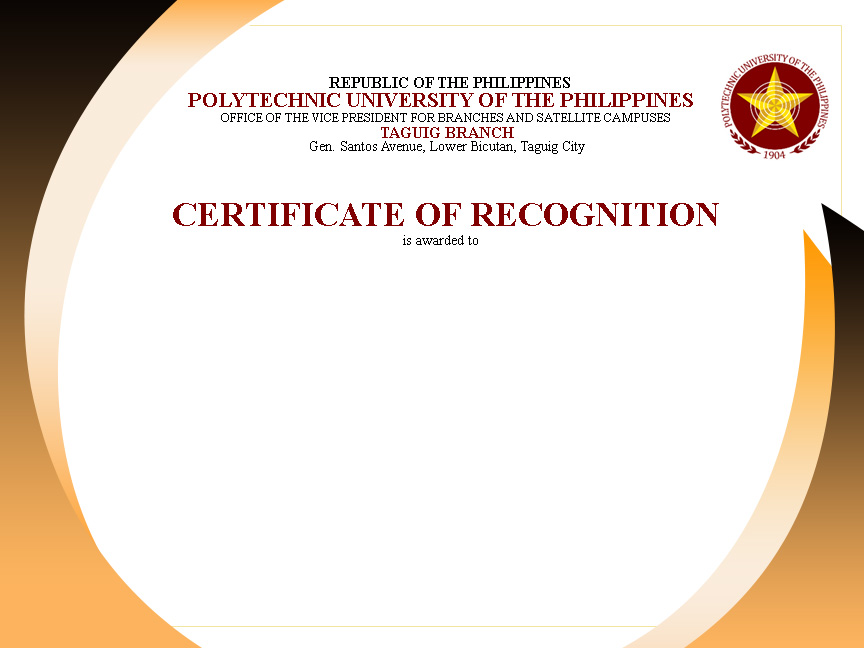 REPUBLIC OF THE PHILIPPINES
POLYTECHNIC UNIVERSITY OF THE PHILIPPINES
OFFICE OF THE VICE PRESIDENT FOR BRANCHES AND SATELLITE CAMPUSES
TAGUIG BRANCH
Gen. Santos Avenue, Lower Bicutan, Taguig City
POLYTECHNIC UNIVERSITY OF THE PHILIPPINES
1904
CERTIFICATE OF RECOGNITION
is awarded to